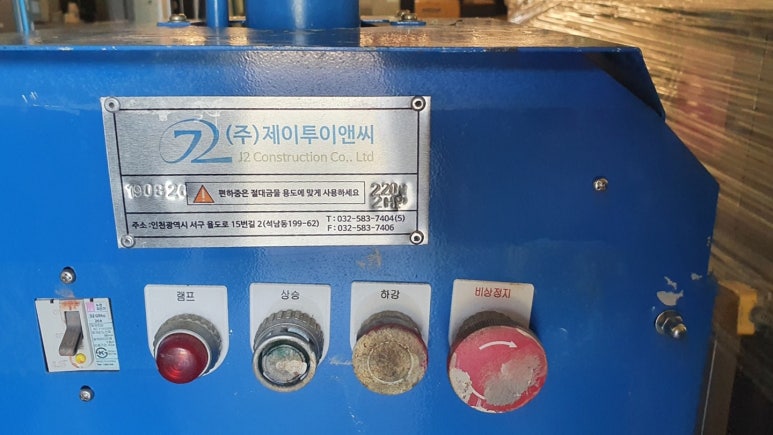 (주)제이투이앤씨
J2 Construction Co,. Ltd
190826
편하중은 절대금물 용도에 맞게 사용하세요
220V
2HP
주소 :인천광역시 서구 율도로 15번길 2(석남동199-62)
T : 032-583-7404(5)
F : 032-583-7406
램프
상승
하강
비상정지